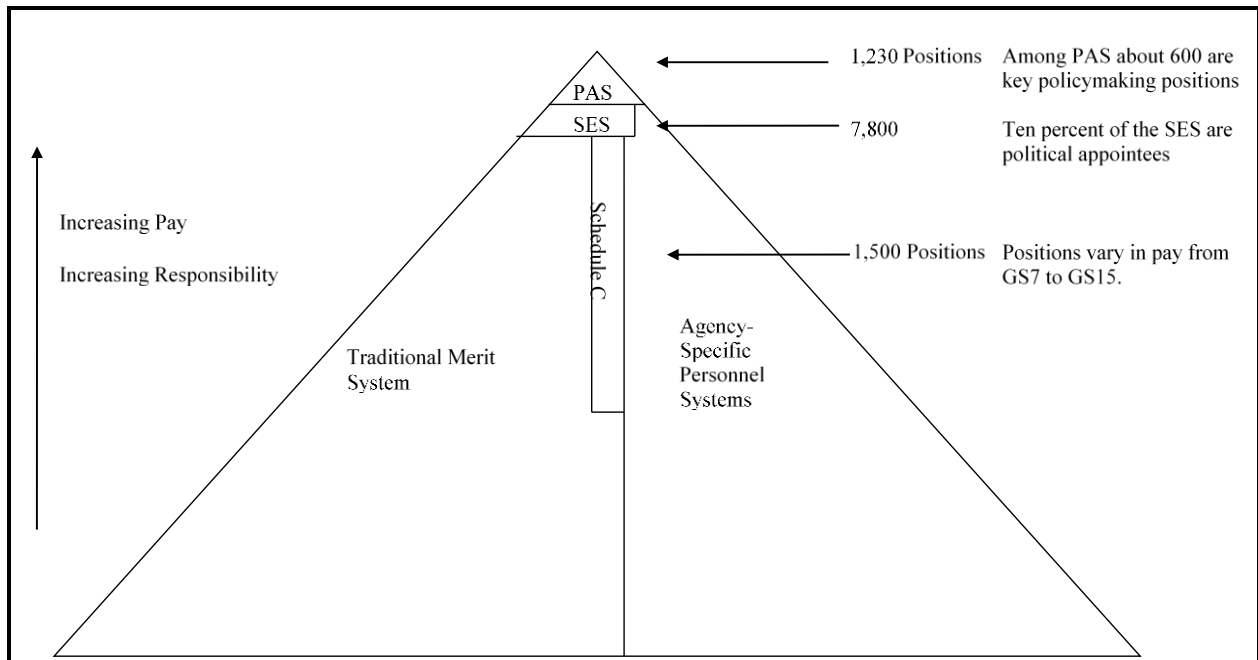 1,230 Positions
Among PAS about 600 are
key policymaking positions
PAS
SES
7,800
Ten percent of the SES are
political appointees
Increasing Pay
Increasing Responsibility
Schedule C
1,500 Positions
Positions vary in pay from
GS7 to GS15.
Traditional Merit
System
Agency-
Specific
Personnel
Systems